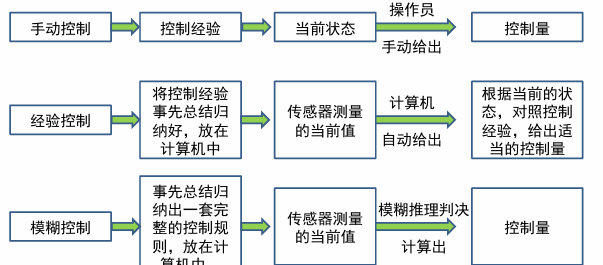 手动控制
控制经验
当前状态
操作员
手动给出
控制量
经验控制
将控制经验
事先总结归
纳好，放在
计算机中
传感器测量
的当前值
计算机
自动给出
根据当前的状
态，对照控制
经验，给出适
当的控制量
模糊控制
事先总结归
纳出一套完
整的控制规
则，放在计
算机中
传感器测量
的当前值
模糊推理判决
计算出
控制量